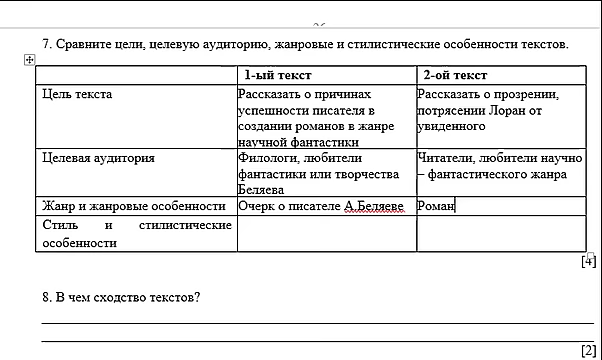 26
7. Сравните цели, целевую аудиторию, жанровые и стилистические особенности текстов.
1-ый текст 2-ой текст
Цель текста Рассказать о причинах Рассказать о прозрении,
успешности писателя в потрясении Лоран от
создании романов в жанре увиденного
научной фантастики
Целевая аудитория Филологи, любители Читатели, любители научно
фантастики или творчества – фантастического жанра
Беляева
Жанр и жанровые особенности Очерк о писателе А.Беляеве Роман
Стиль и стилистические
особенности
[4]
8. В чем сходство текстов?
[2]